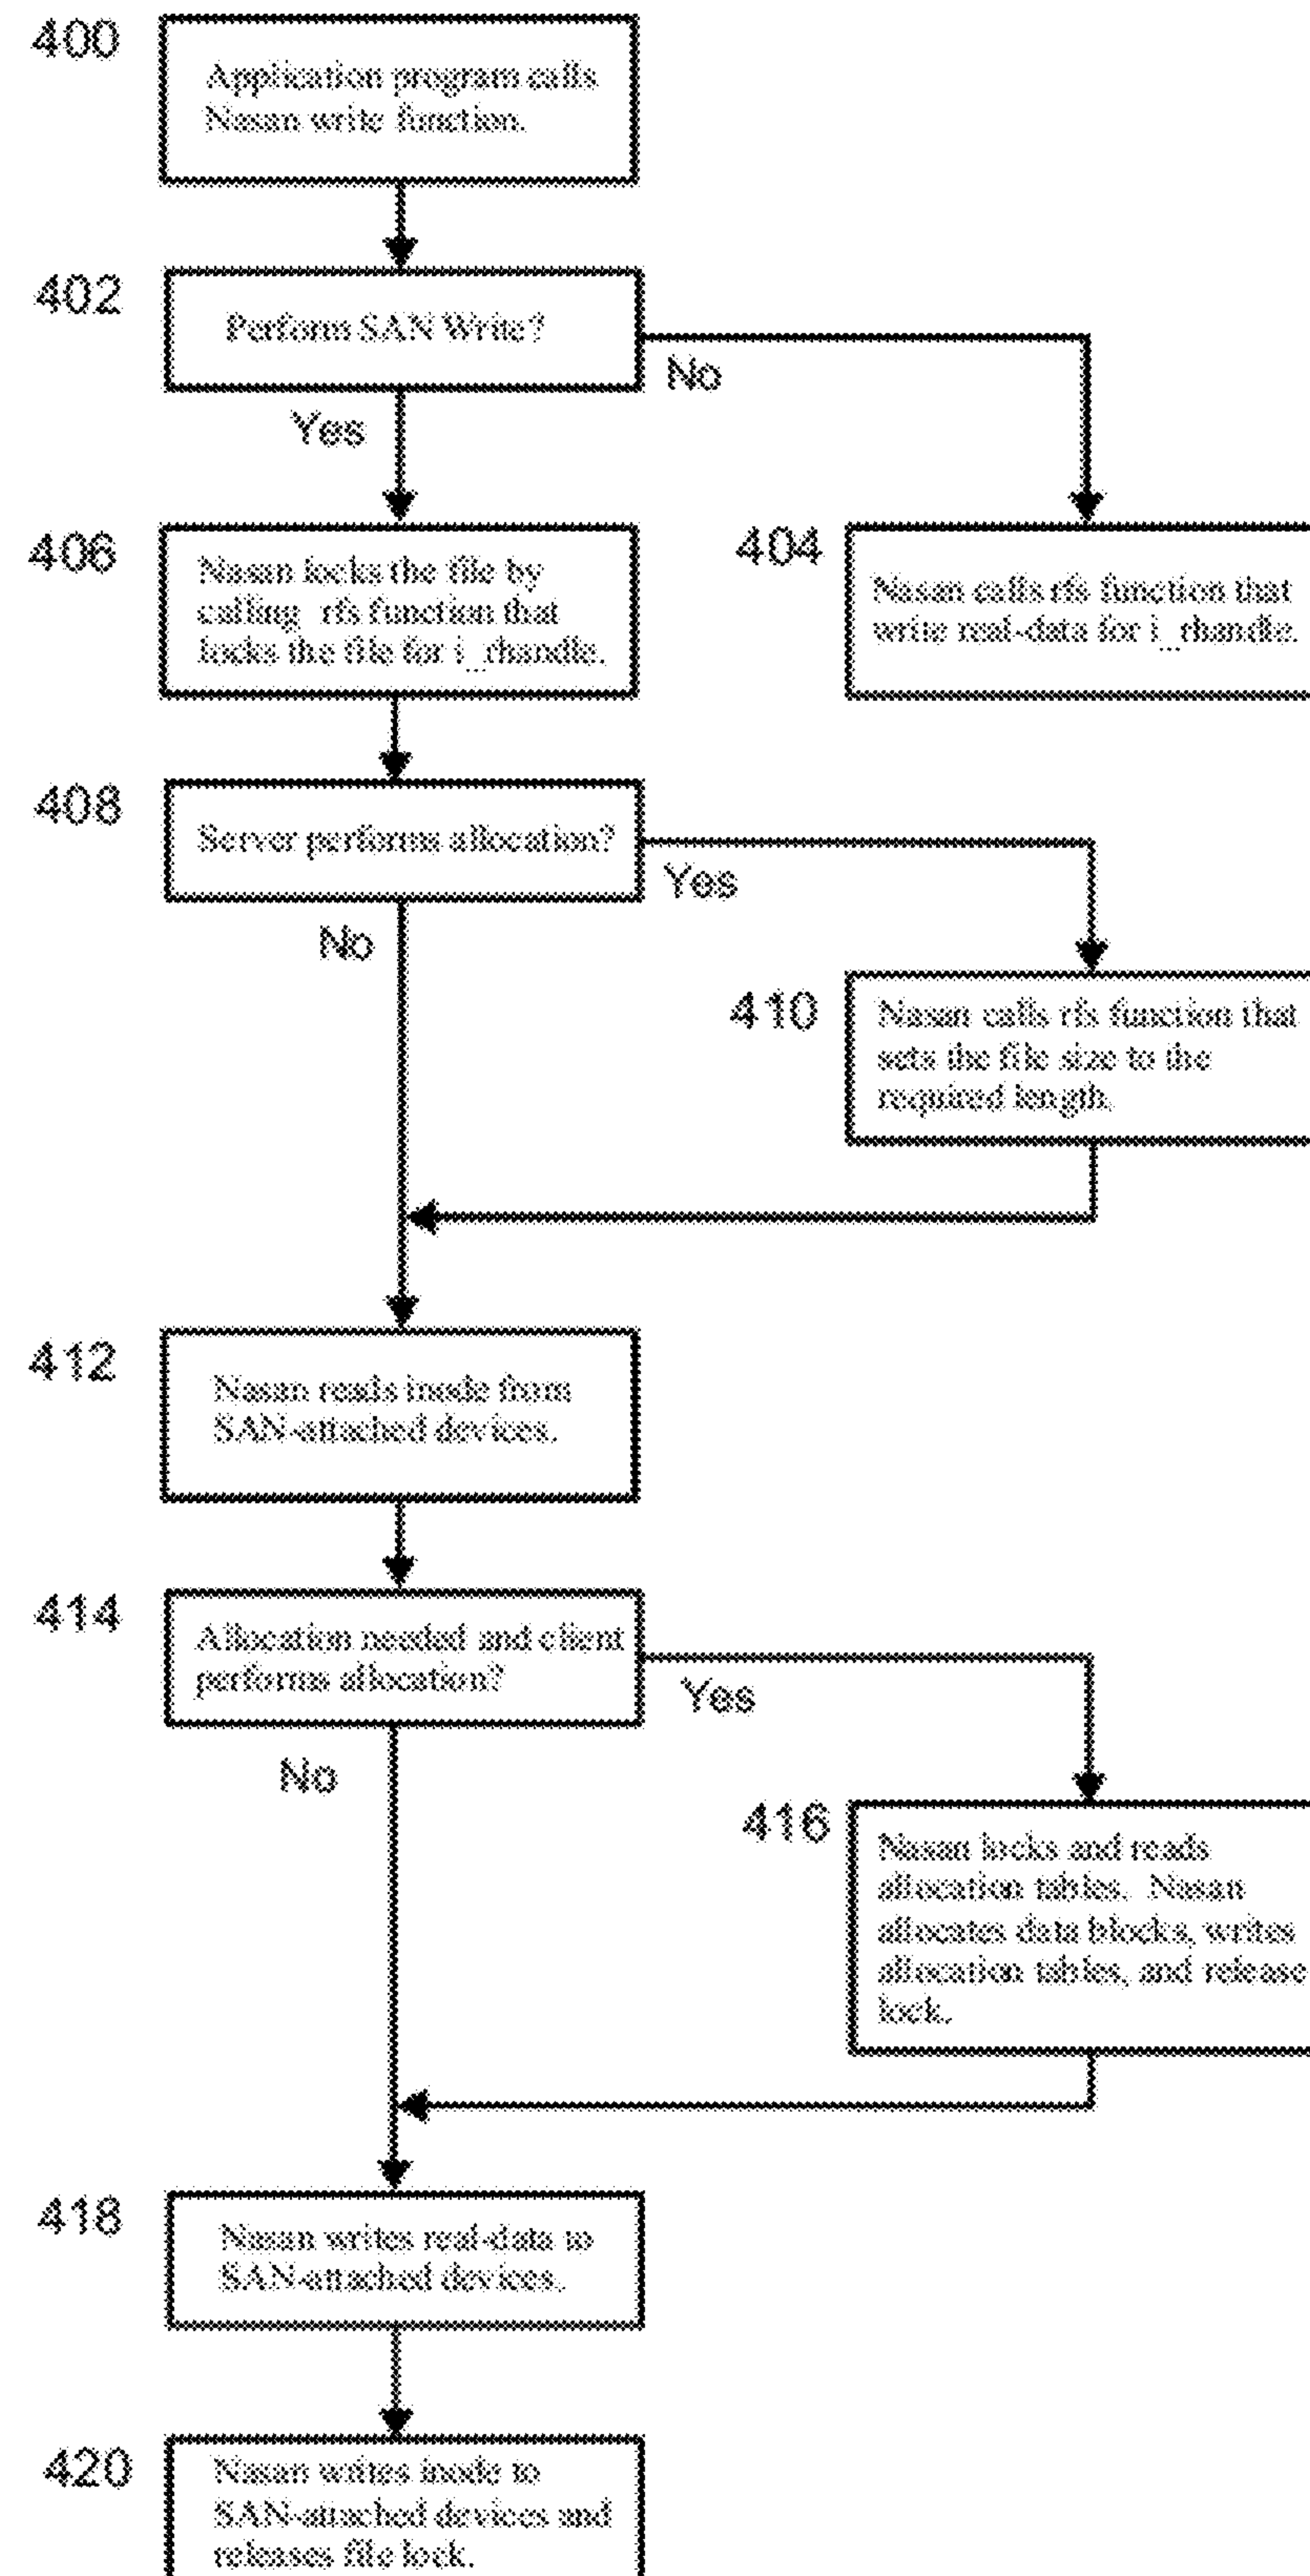 400
Application program calls
Nasan write function.
402
Perform SAN Write?
No
Yes
406
Nasan locks the file by
calling rfs function that
locks the file for i_rhandle.
404
Nasan calls rfs function that
write real-data for i_rhandle.
408
Server performs allocation?
Yes
No
410
Nasan calls rfs function that
sets the file size to the
required length.
412
Nasan reads inode from
SAN-attached devices.
414
Allocation needed and client
performs allocation?
Yes
No
416
Nasan locks and reads
allocation tables. Nasan
allocates data blocks, writes
allocation tables, and release
lock.
418
Nasan writes real-data to
SAN-attached devices.
420
Nasan writes inode to
SAN-attached devices and
releases file lock.